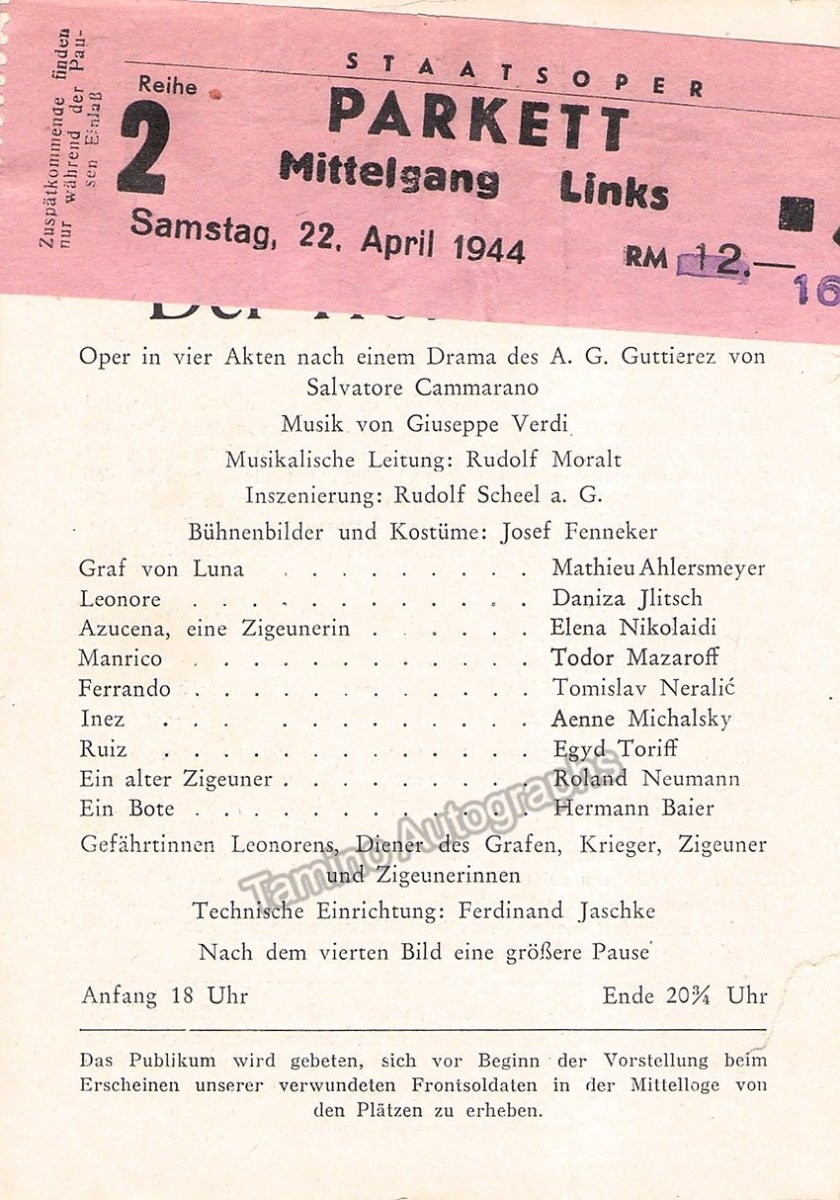 Zuspätkommende finden
nur während der Pau-
sen Einlaß
STAATSOPER
Reihe
2
PARKETT
Mittelgang Links
Samstag, 22. April 1944
RM 12.—
16
Der
Oper in vier Akten nach einem Drama des A. G. Guttierez von
Salvatore Cammarano
Musik von Giuseppe Verdi
Musikalische Leitung: Rudolf Moralt
Inszenierung: Rudolf Scheel a. G.
Bühnenbilder und Kostüme: Josef Fenneker
Graf von Luna . . . . . . . . . Mathieu Ahlersmeyer
Leonore . . . . . . . . . . . . Daniza Jlitsch
Azucena, eine Zigeunerin . . . . . . Elena Nikolaidi
Manrico . . . . . . . . . . . . Todor Mazaroff
Ferrando . . . . . . . . . . . . Tomislav Neralić
Inez . . . . . . . . . . . . Aenne Michalsky
Ruiz . . . . . . . . . . . . . Egyd Toriff
Ein alter Zigeuner . . . . . . . . . Roland Neumann
Ein Bote . . . . . . . . . . . . Hermann Baier
Gefährtinnen Leonorens, Diener des Grafen, Krieger, Zigeuner
und Zigeunerinnen
Tamino Autographs
Technische Einrichtung: Ferdinand Jaschke
Nach dem vierten Bild eine größere Pause
Anfang 18 Uhr Ende 20¾ Uhr
Das Publikum wird gebeten, sich vor Beginn der Vorstellung beim
Erscheinen unserer verwundeten Frontsoldaten in der Mittelloge von
den Plätzen zu erheben.